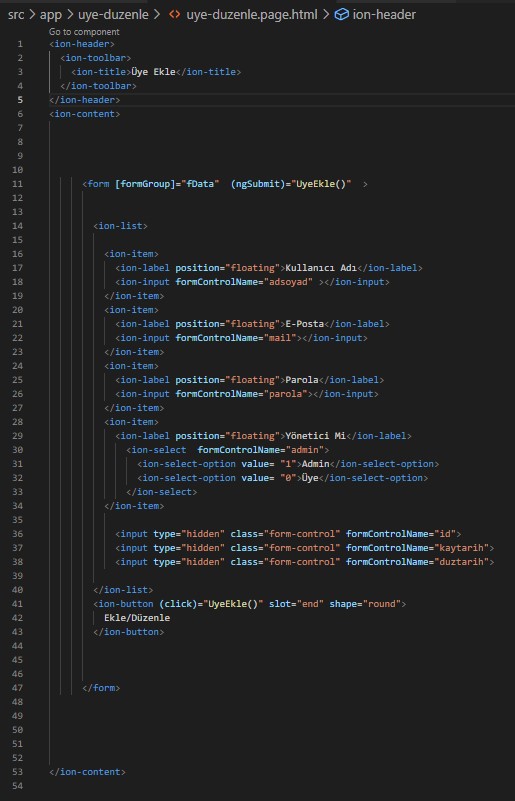 src > app > uye-duzenle > <> uye-duzenle.page.html > ion-header
Go to component
1 <ion-header>
2 <ion-toolbar>
3 <ion-title>Üye Ekle</ion-title>
4 </ion-toolbar>
5 </ion-header>
6 <ion-content>
7
8
9
10
11 <form [formGroup]="fData" (ngSubmit)="UyeEkle()" >
12
13
14 <ion-list>
15
16 <ion-item>
17 <ion-label position="floating">Kullanıcı Adı</ion-label>
18 <ion-input formControlName="adsoyad" ></ion-input>
19 </ion-item>
20 <ion-item>
21 <ion-label position="floating">E-Posta</ion-label>
22 <ion-input formControlName="mail"></ion-input>
23 </ion-item>
24 <ion-item>
25 <ion-label position="floating">Parola</ion-label>
26 <ion-input formControlName="parola"></ion-input>
27 </ion-item>
28 <ion-item>
29 <ion-label position="floating">Yönetici Mi</ion-label>
30 <ion-select formControlName="admin">
31 <ion-select-option value= "1">Admin</ion-select-option>
32 <ion-select-option value= "0">Üye</ion-select-option>
33 </ion-select>
34 </ion-item>
35
36 <input type="hidden" class="form-control" formControlName="id">
37 <input type="hidden" class="form-control" formControlName="kaytarih">
38 <input type="hidden" class="form-control" formControlName="duztarih">
39
40 </ion-list>
41 <ion-button (click)="UyeEkle()" slot="end" shape="round">
42 Ekle/Düzenle
43 </ion-button>
44
45
46
47 </form>
48
49
50
51
52
53 </ion-content>
54